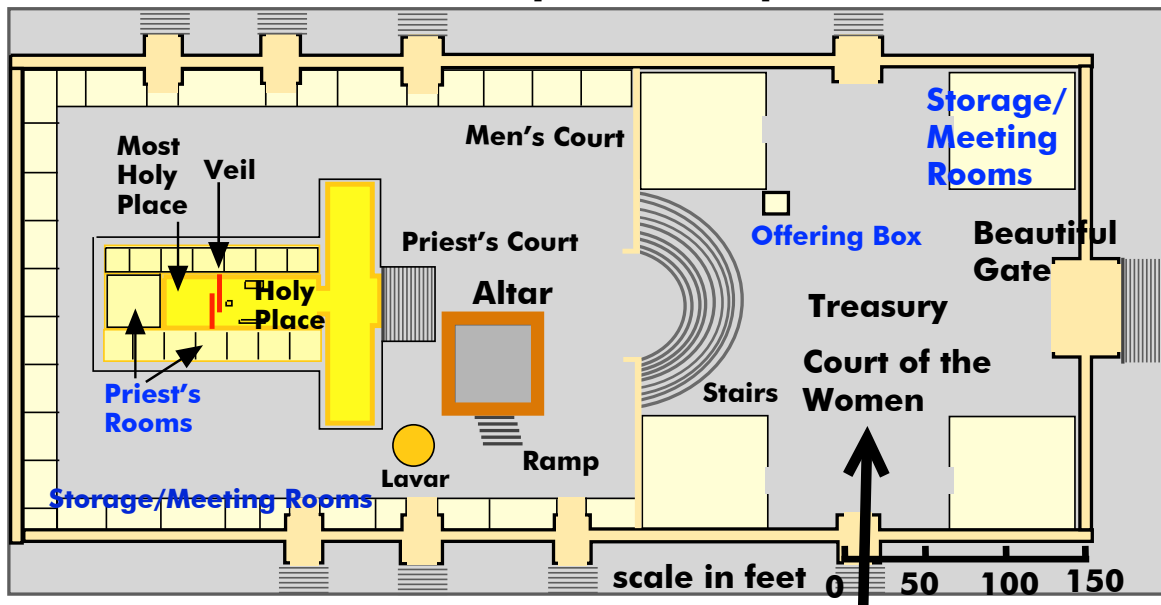 Storage/
Meeting
Rooms
Men's Court
Most
Holy
Place
Veil
Priest's Court
Offering Box
Beautiful
Gate
Altar
Holy
Place
Treasury
Court of the
Women
Stairs
Priest's
Rooms
Ramp
Lavar
Storage/Meeting Rooms
scale in feet 0 50 100 150